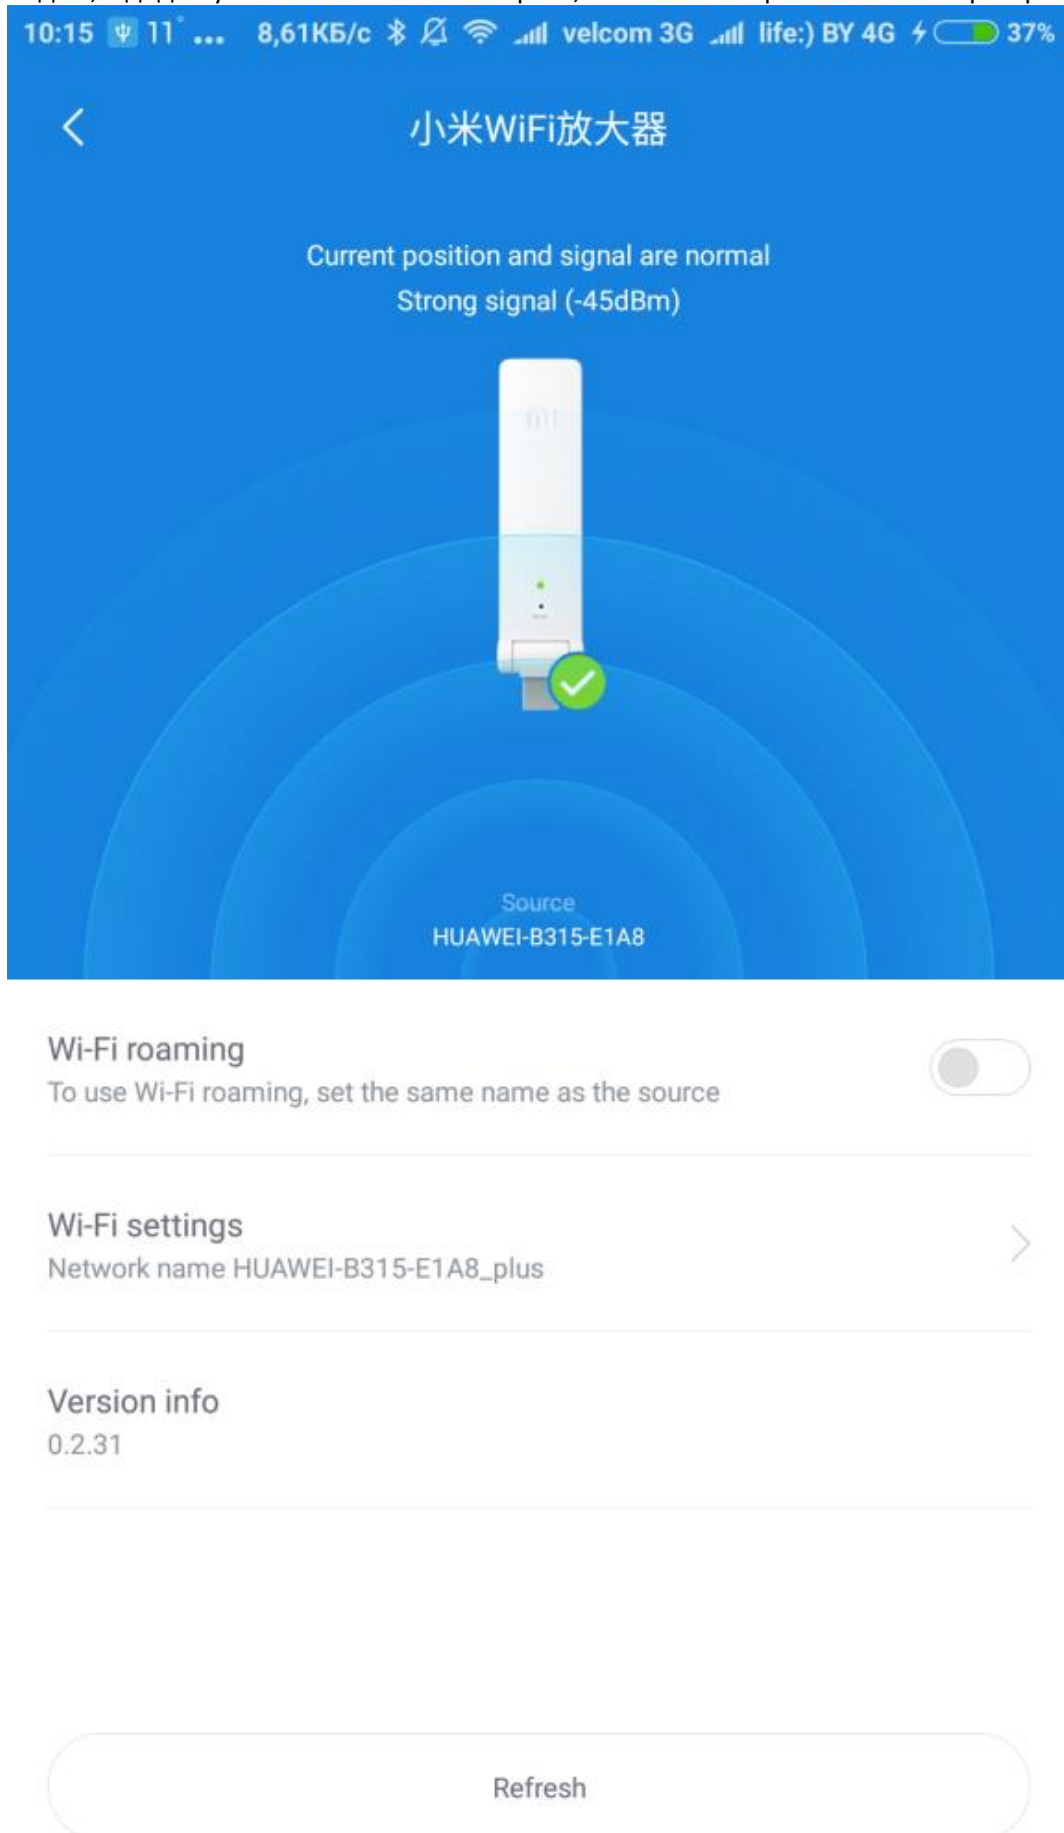 10:15 11° ... 8,61КБ/с velcom 3G life:) BY 4G 37%
小米WiFi放大器
Current position and signal are normal
Strong signal (-45dBm)
Source
HUAWEI-B315-E1A8
Wi-Fi roaming
To use Wi-Fi roaming, set the same name as the source
Wi-Fi settings
Network name HUAWEI-B315-E1A8_plus
Version info
0.2.31
Refresh